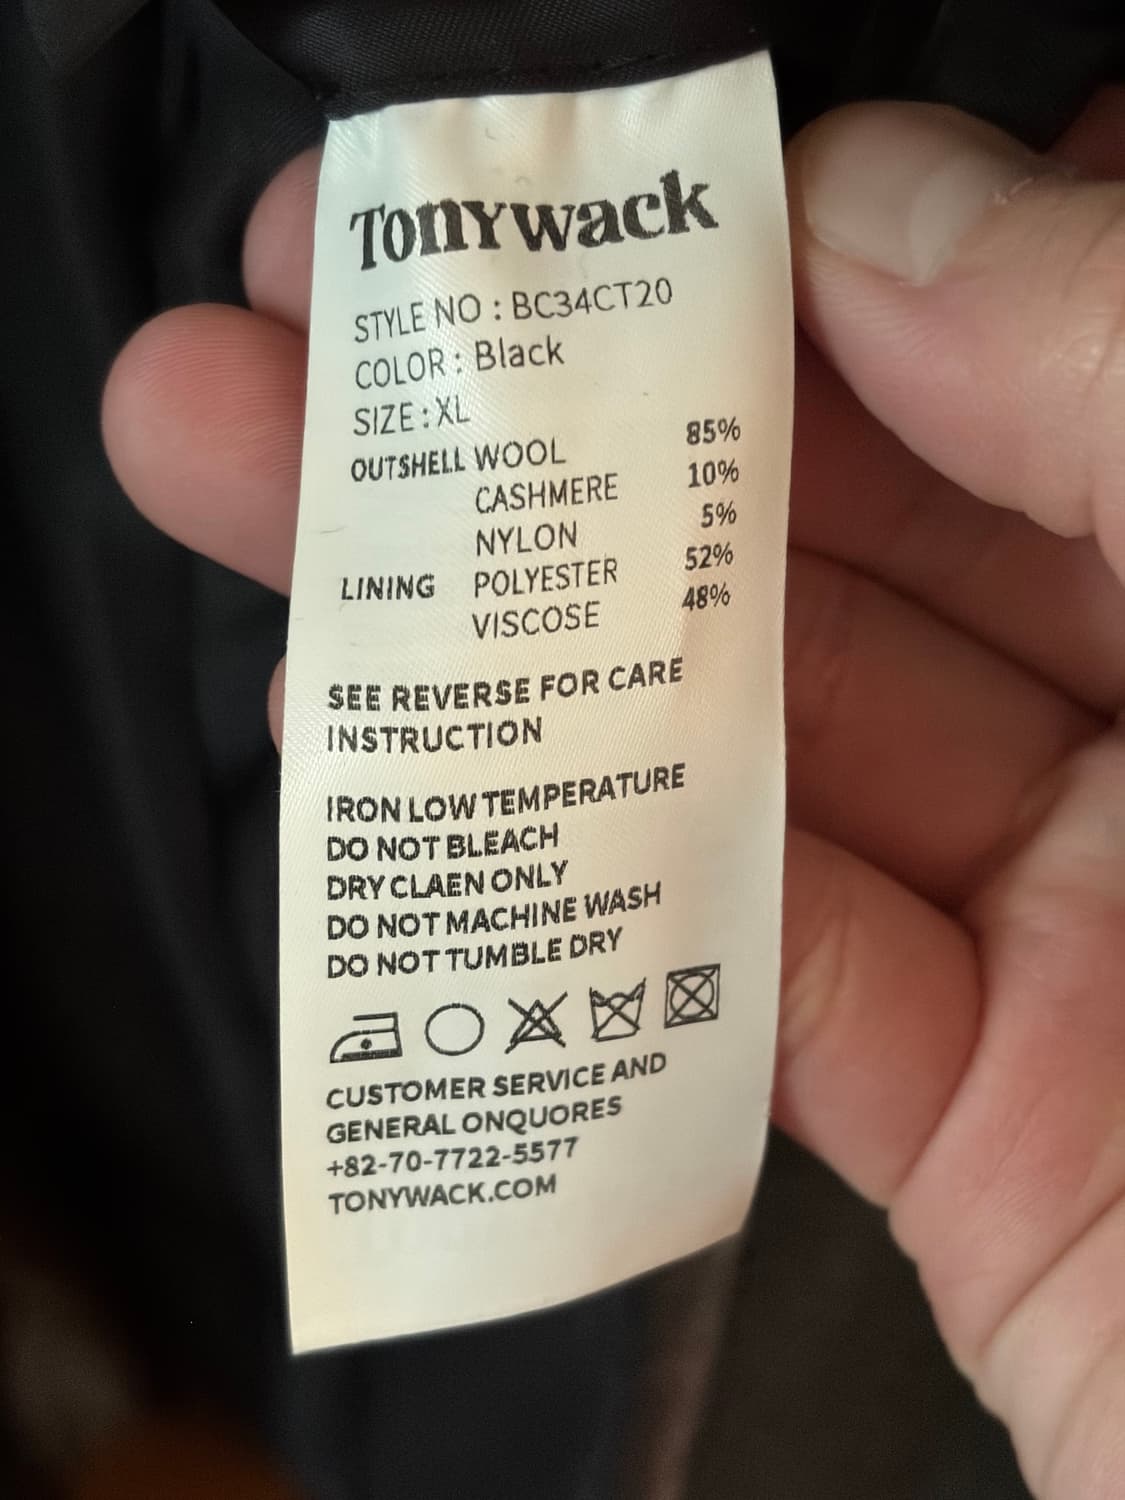 Tonywack
STYLE NO : BC34CT20
COLOR : Black
SIZE : XL
OUTSHELL WOOL 85%
CASHMERE 10%
NYLON 5%
LINING POLYESTER 52%
VISCOSE 48%
SEE REVERSE FOR CARE
INSTRUCTION
IRON LOW TEMPERATURE
DO NOT BLEACH
DRY CLAEN ONLY
DO NOT MACHINE WASH
DO NOT TUMBLE DRY
CUSTOMER SERVICE AND
GENERAL ONQUORES
+82-70-7722-5577
TONYWACK.COM